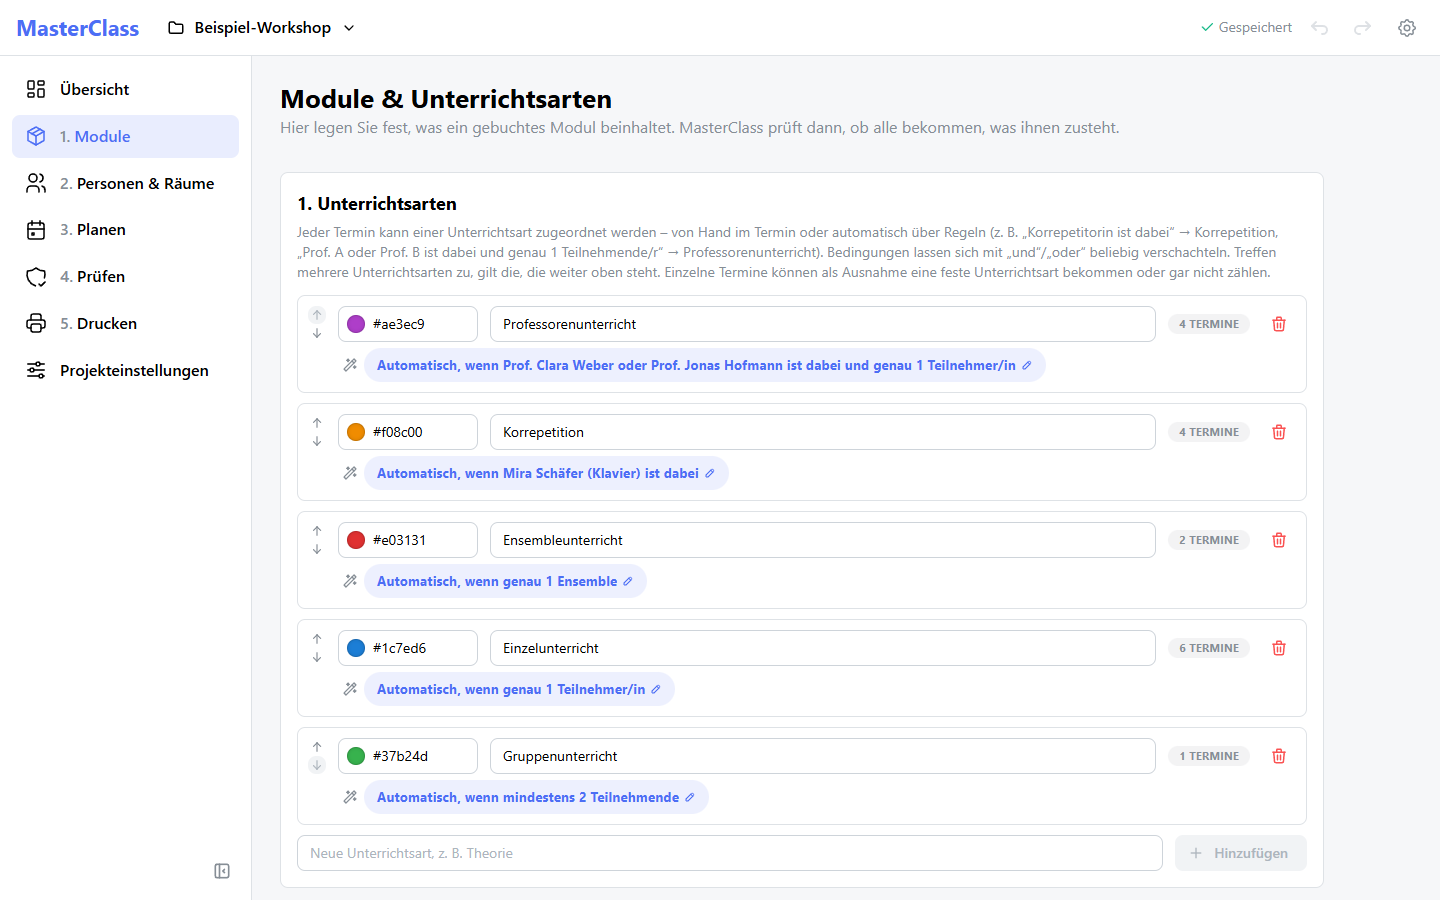 MasterClass
Beispiel-Workshop
Gespeichert
Übersicht
1. Module
2. Personen & Räume
3. Planen
4. Prüfen
5. Drucken
Projekteinstellungen
Module & Unterrichtsarten
Hier legen Sie fest, was ein gebuchtes Modul beinhaltet. MasterClass prüft dann, ob alle bekommen, was ihnen zusteht.
1. Unterrichtsarten
Jeder Termin kann einer Unterrichtsart zugeordnet werden – von Hand im Termin oder automatisch über Regeln (z. B. „Korrepetitorin ist dabei“ → Korrepetition,
„Prof. A oder Prof. B ist dabei und genau 1 Teilnehmende/r“ → Professorenunterricht). Bedingungen lassen sich mit „und“/„oder“ beliebig verschachteln. Treffen
mehrere Unterrichtsarten zu, gilt die, die weiter oben steht. Einzelne Termine können als Ausnahme eine feste Unterrichtsart bekommen oder gar nicht zählen.
#ae3ec9
Professorenunterricht
4 TERMINE
Automatisch, wenn Prof. Clara Weber oder Prof. Jonas Hofmann ist dabei und genau 1 Teilnehmer/in
#f08c00
Korrepetition
4 TERMINE
Automatisch, wenn Mira Schäfer (Klavier) ist dabei
#e03131
Ensembleunterricht
2 TERMINE
Automatisch, wenn genau 1 Ensemble
#1c7ed6
Einzelunterricht
6 TERMINE
Automatisch, wenn genau 1 Teilnehmer/in
#37b24d
Gruppenunterricht
1 TERMINE
Automatisch, wenn mindestens 2 Teilnehmende
Neue Unterrichtsart, z. B. Theorie
Hinzufügen